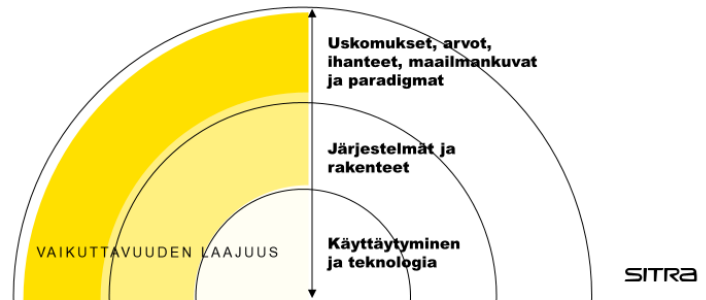 Uskomukset, arvot,
ihanteet, maailmankuvat
ja paradigmat
Järjestelmät ja
rakenteet
VAIKUTTAVUUDEN LAAJUUS
Käyttäytyminen
ja teknologia
SITRA